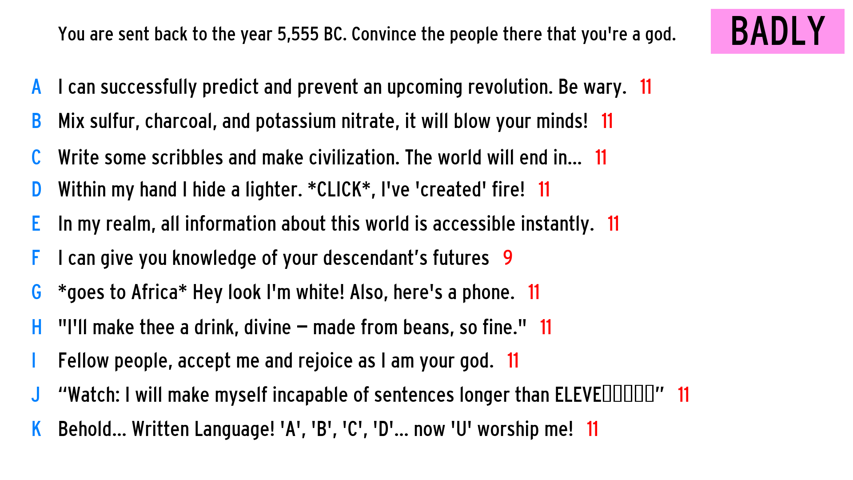 You are sent back to the year 5,555 BC. Convince the people there that you're a god.
BADLY
A I can successfully predict and prevent an upcoming revolution. Be wary. 11
B Mix sulfur, charcoal, and potassium nitrate, it will blow your minds! 11
C Write some scribbles and make civilization. The world will end in... 11
D Within my hand I hide a lighter. *CLICK*, I've 'created' fire! 11
E In my realm, all information about this world is accessible instantly. 11
F I can give you knowledge of your descendant’s futures 9
G *goes to Africa* Hey look I'm white! Also, here's a phone. 11
H "I'll make thee a drink, divine – made from beans, so fine." 11
I Fellow people, accept me and rejoice as I am your god. 11
J “Watch: I will make myself incapable of sentences longer than ELEVE▯▯▯▯▯” 11
K Behold... Written Language! 'A', 'B', 'C', 'D'... now 'U' worship me! 11